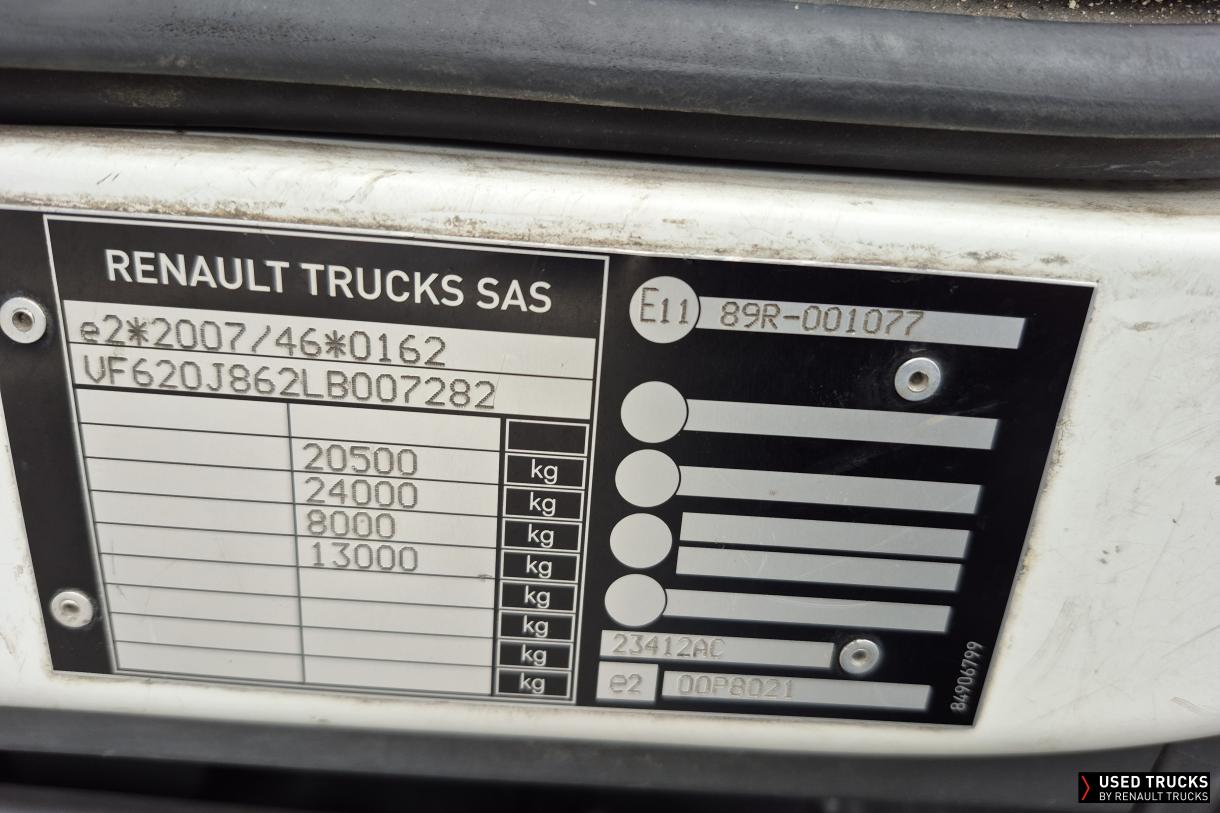 RENAULT TRUCKS SAS
e2*2007/46*0162
VF620J862LB007282
20500 kg
24000 kg
8000 kg
13000 kg
kg
kg
kg
kg
E11 89R-001077
23412AC
e2 00P8021
84906799
USED TRUCKS
BY RENAULT TRUCKS